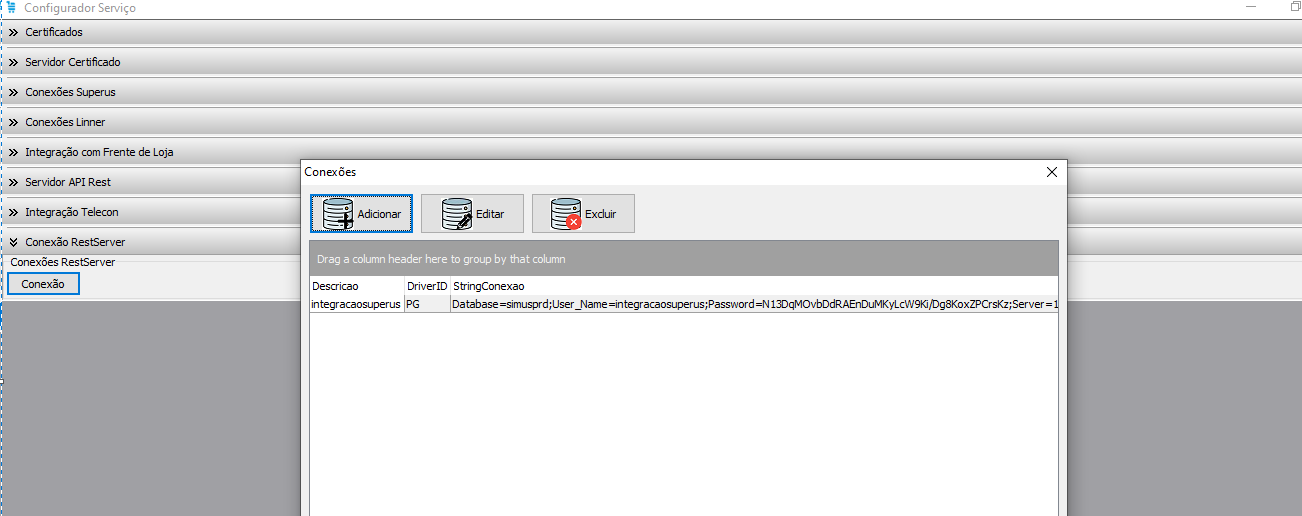 Configurador Serviço
Certificados
Servidor Certificado
Conexões Superus
Conexões Linner
Integração com Frente de Loja
Servidor API Rest
Integração Telecon
Conexão RestServer
Conexões RestServer
Conexão
Conexões
Adicionar
Editar
Excluir
Drag a column header here to group by that column
Descricao DriverID StringConexao
integracaosuperus PG Database=simusprd;User_Name=integracaosuperus;Password=N13DqMOvbDdRAEnDuMKyLcW9Ki/Dg8KoxZPCrsKz;Server=1